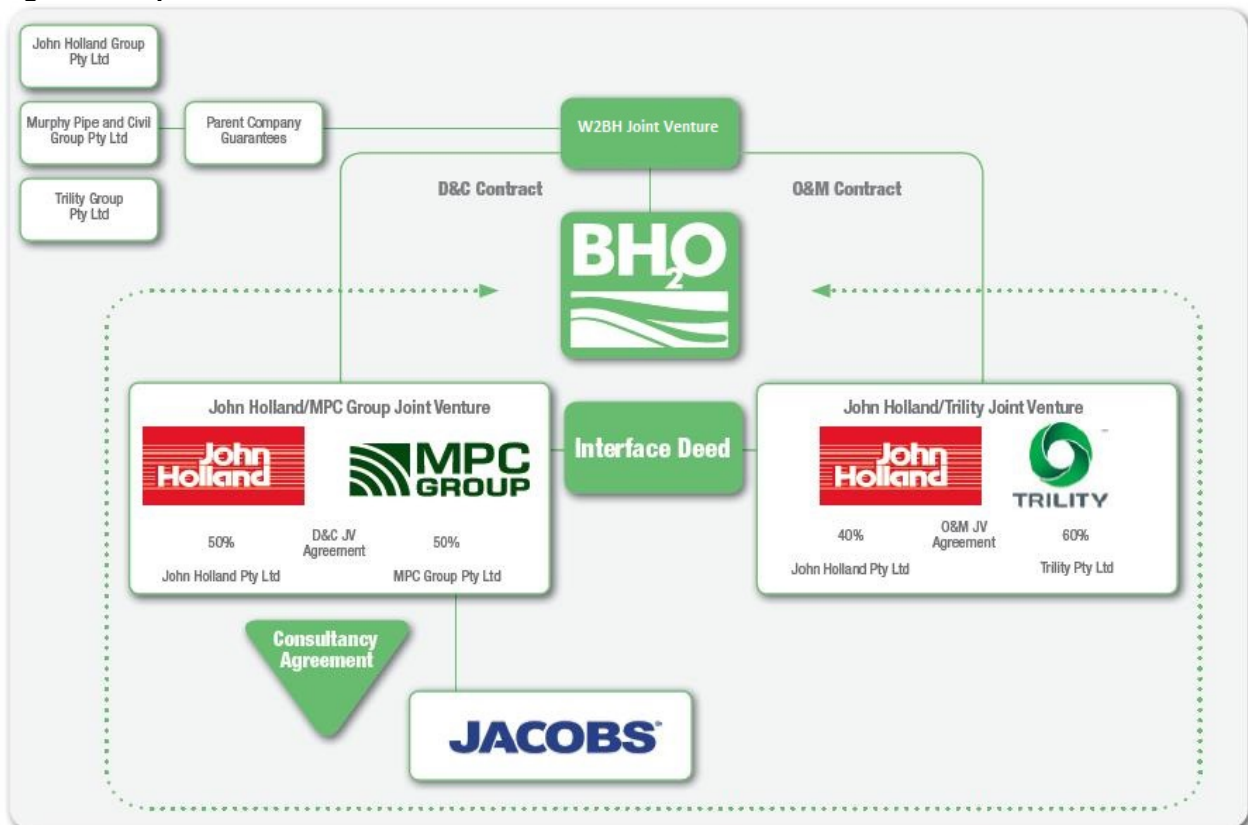 John Holland Group
Pty Ltd
Murphy Pipe and Civil
Group Pty Ltd
Parent Company
Guarantees
W2BH Joint Venture
Trility Group
Pty Ltd
D&C Contract
O&M Contract
BH2O
John Holland/MPC Group Joint Venture
John
Holland
MPC
GROUP
50%
D&C JV
Agreement
50%
John Holland Pty Ltd
MPC Group Pty Ltd
Interface Deed
John Holland/Trility Joint Venture
John
Holland
TRILITY
40%
O&M JV
Agreement
60%
John Holland Pty Ltd
Trility Pty Ltd
Consultancy
Agreement
JACOBS